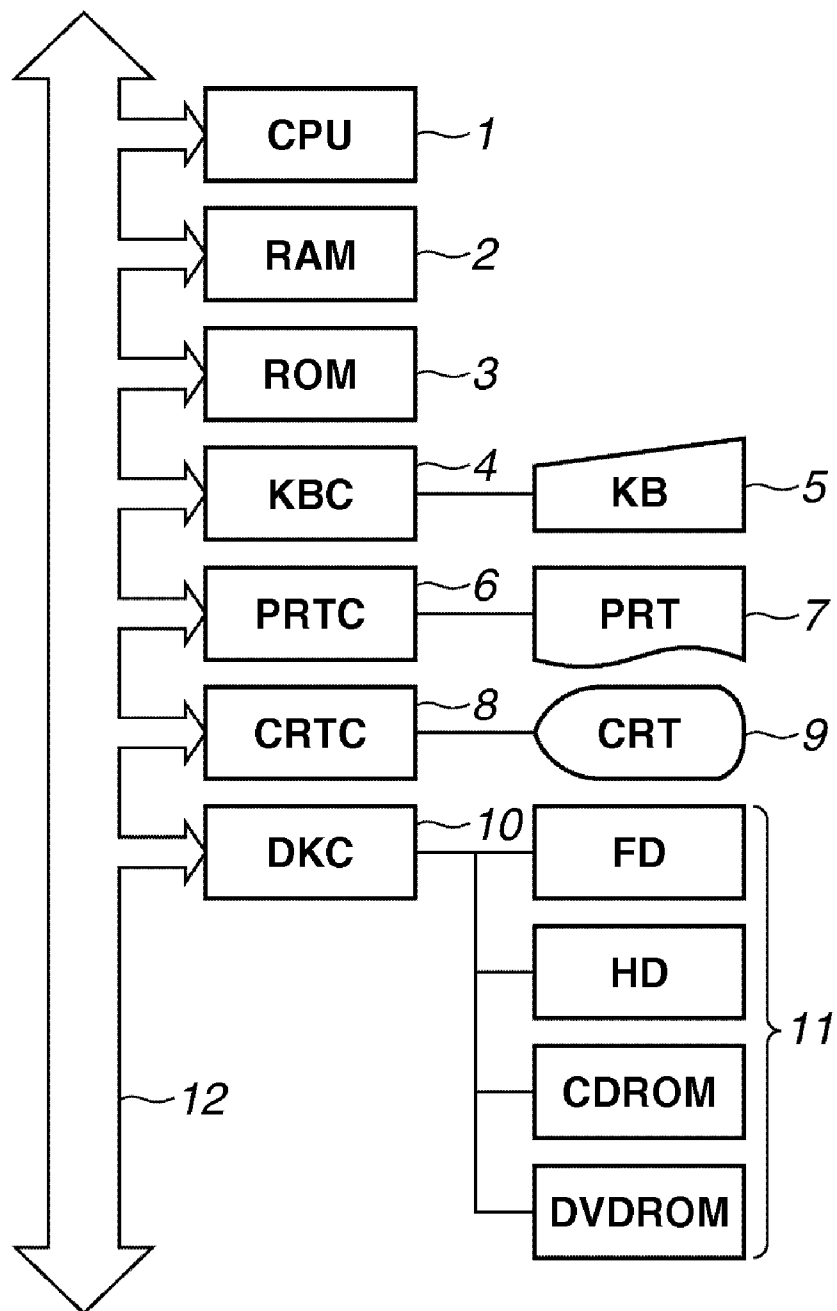 CPU 1
RAM 2
ROM 3
KBC 4 KB 5
PRTC 6 PRT 7
CRTC 8 CRT 9
DKC 10 FD
HD
11
CDROM
12
DVDROM